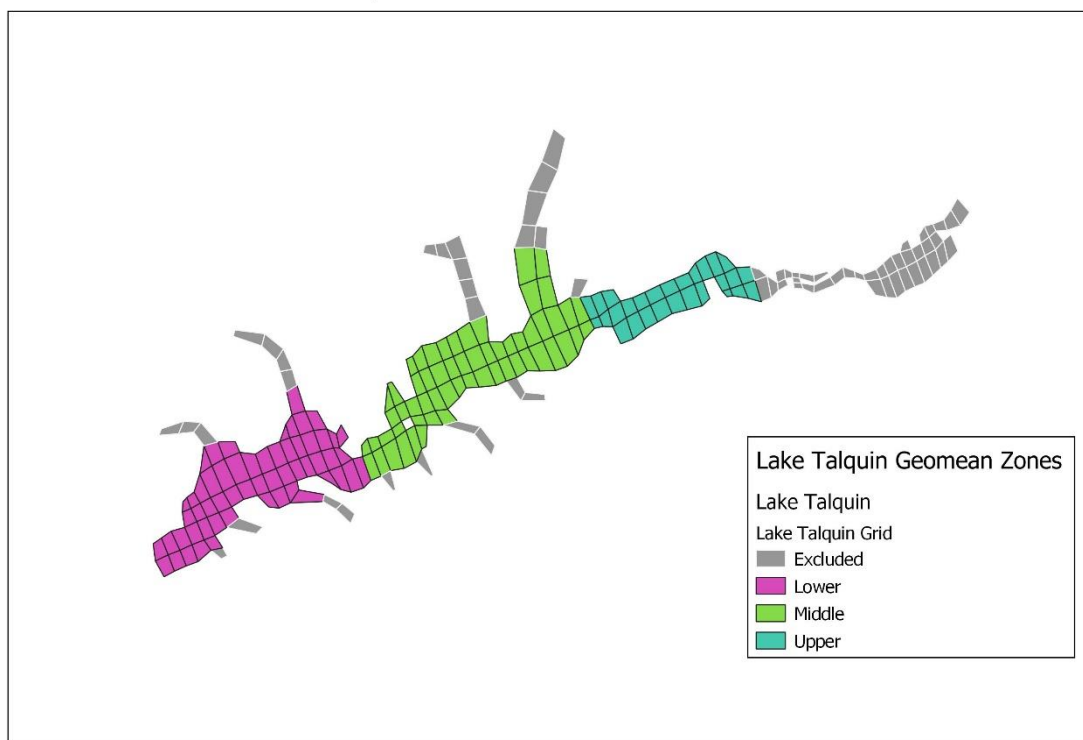 Lake Talquin Geomean Zones
Lake Talquin
Lake Talquin Grid
Excluded
Lower
Middle
Upper